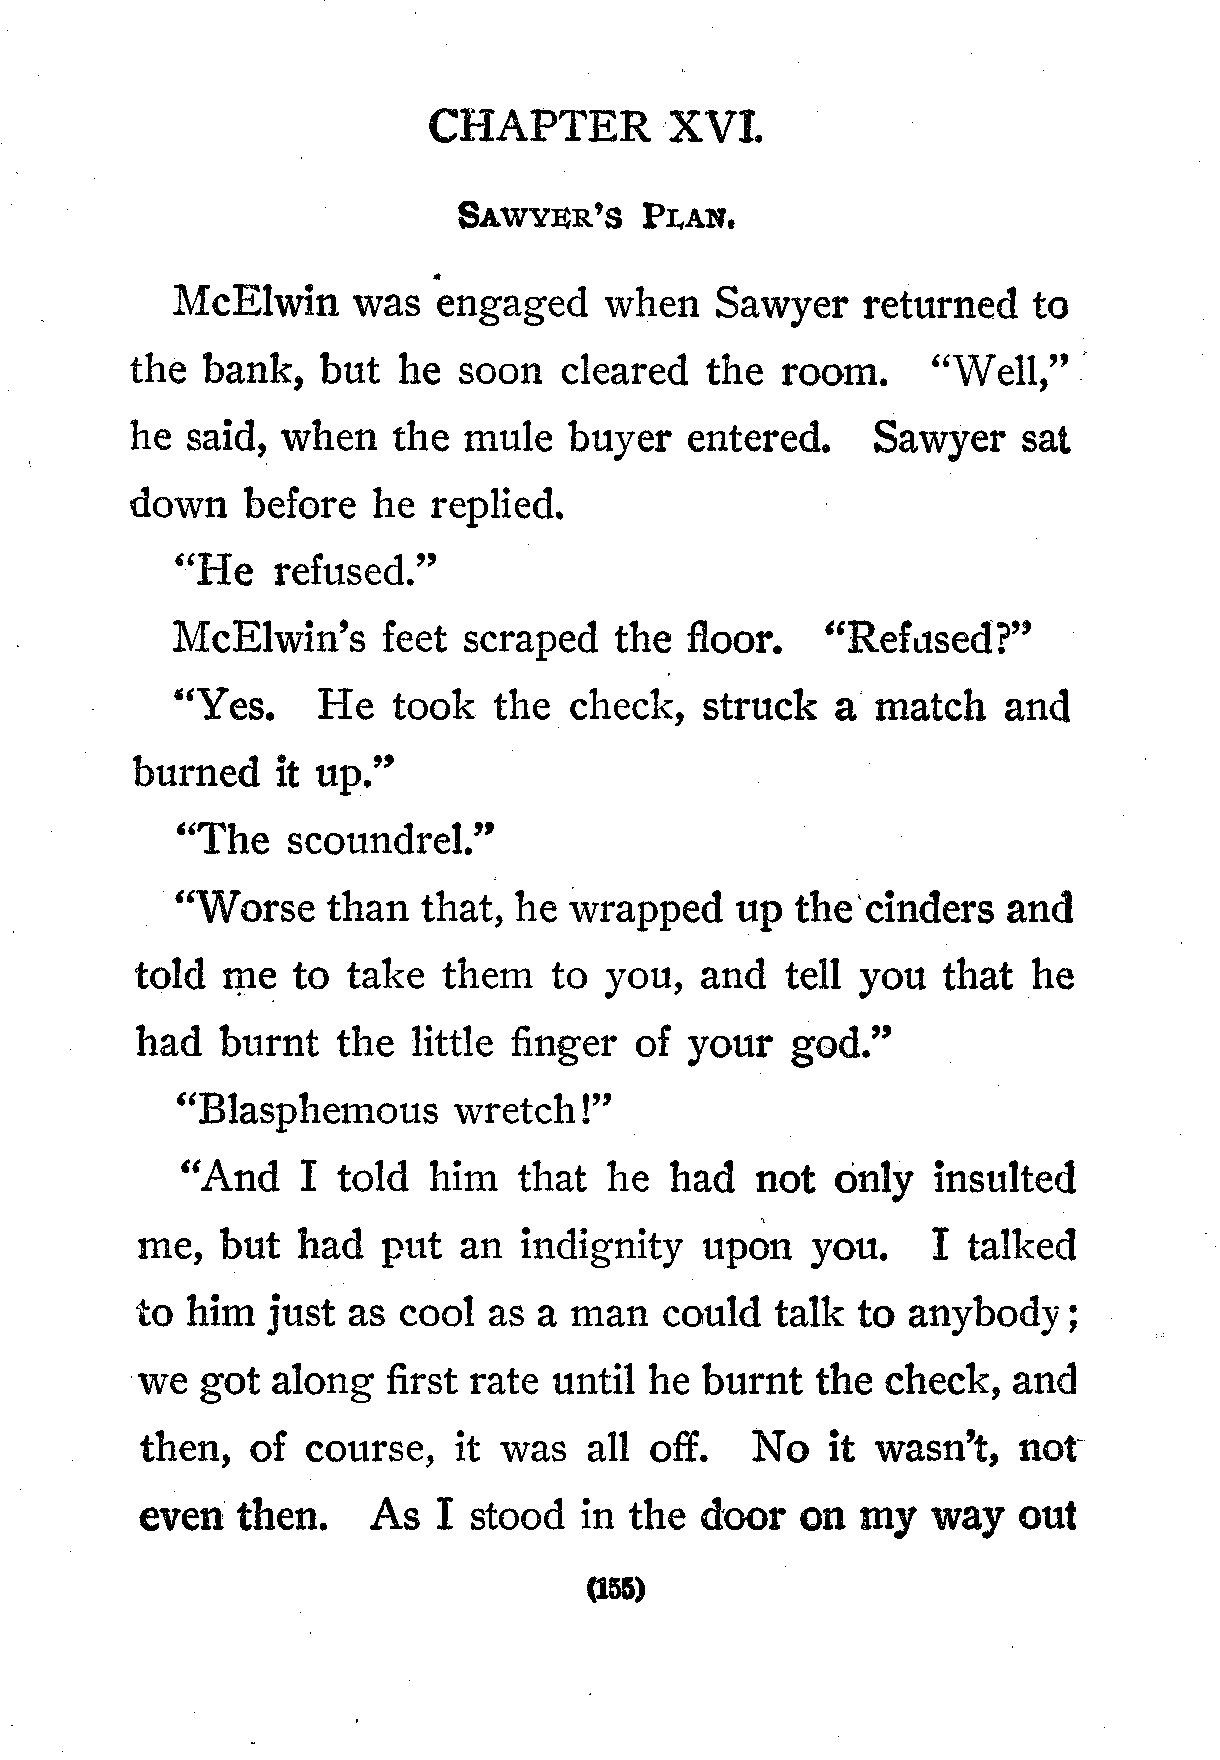 CHAPTER XVI.
SAWYER'S PLAN.
McElwin was engaged when Sawyer returned to
the bank, but he soon cleared the room. “Well,”
he said, when the mule buyer entered. Sawyer sat
down before he replied.
“He refused.”
McElwin's feet scraped the floor. “Refused?”
“Yes. He took the check, struck a match and
burned it up.”
“The scoundrel.”
“Worse than that, he wrapped up the cinders and
told me to take them to you, and tell you that he
had burnt the little finger of your god.”
“Blasphemous wretch!”
“And I told him that he had not only insulted
me, but had put an indignity upon you. I talked
to him just as cool as a man could talk to anybody;
we got along first rate until he burnt the check, and
then, of course, it was all off. No it wasn't, not
even then. As I stood in the door on my way out
(155)